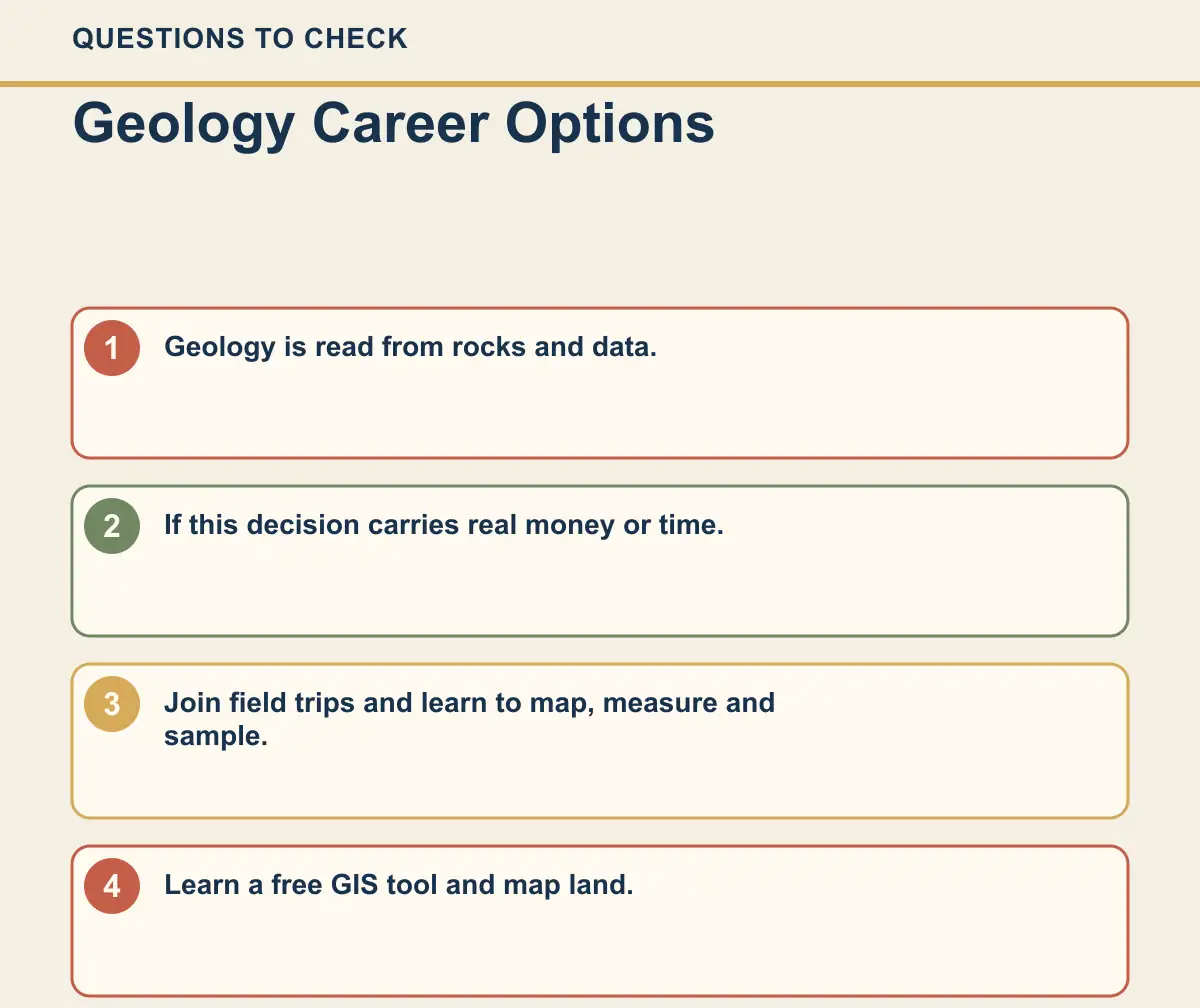 QUESTIONS TO CHECK
Geology Career Options
1
Geology is read from rocks and data.
2
If this decision carries real money or time.
3
Join field trips and learn to map, measure and
sample.
4
Learn a free GIS tool and map land.